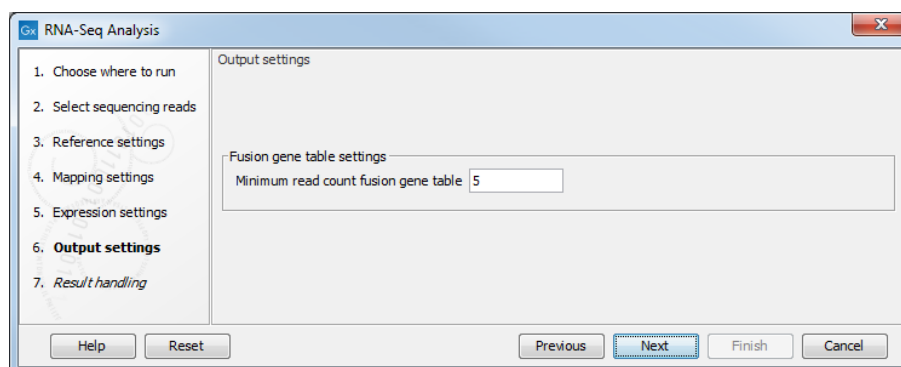 Gx RNA-Seq Analysis
1. Choose where to run
2. Select sequencing reads
3. Reference settings
4. Mapping settings
5. Expression settings
6. Output settings
7. Result handling
Output settings
Fusion gene table settings
Minimum read count fusion gene table 5
Help Reset Previous Next Finish Cancel